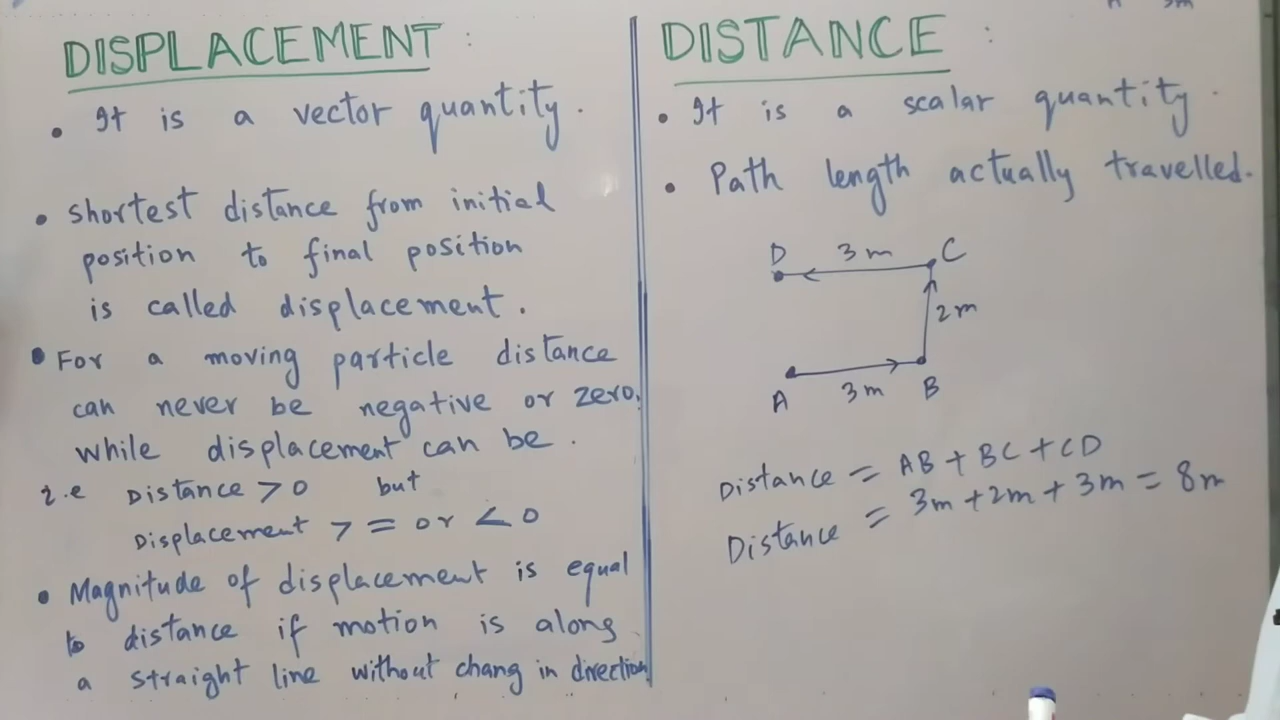 DISPLACEMENT :
• It is a vector quantity.
• shortest distance from initial
position to final position
is called displacement.
• For a moving particle distance
can never be negative or zero,
while displacement can be.
i.e Distance > 0 but
Displacement > = or < 0
• Magnitude of displacement is equal
to distance if motion is along
a straight line without chang in direction
DISTANCE :
• It is a scalar quantity.
• Path length actually travelled.
D 3 m C
2 m
A 3 m B
Distance = AB + BC + CD
Distance = 3m + 2m + 3m = 8m